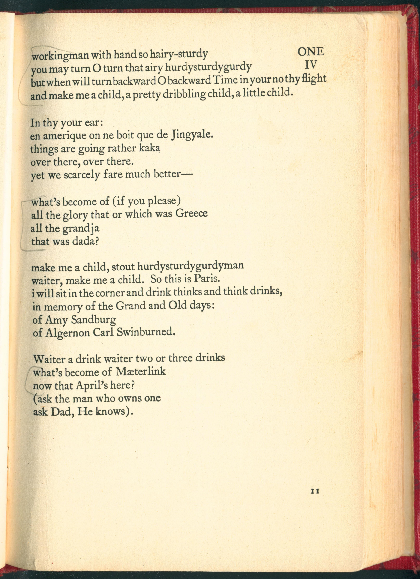 ONE
IV
workingman with hand so hairy-sturdy
you may turn O turn that airy hurdysturdygurdy
but when will turn backward O backward Time in your no thy flight
and make me a child, a pretty dribbling child, a little child.
In thy your ear:
en amerique on ne boit que de Jingyale.
things are going rather kaka
over there, over there.
yet we scarcely fare much better—
what's become of (if you please)
all the glory that or which was Greece
all the grandja
that was dada?
make me a child, stout hurdysturdygurdyman
waiter, make me a child. So this is Paris.
i will sit in the corner and drink thinks and think drinks,
in memory of the Grand and Old days:
of Amy Sandburg
of Algernon Carl Swinburned.
Waiter a drink waiter two or three drinks
what's become of Mæterlink
now that April's here?
(ask the man who owns one
ask Dad, He knows).
11